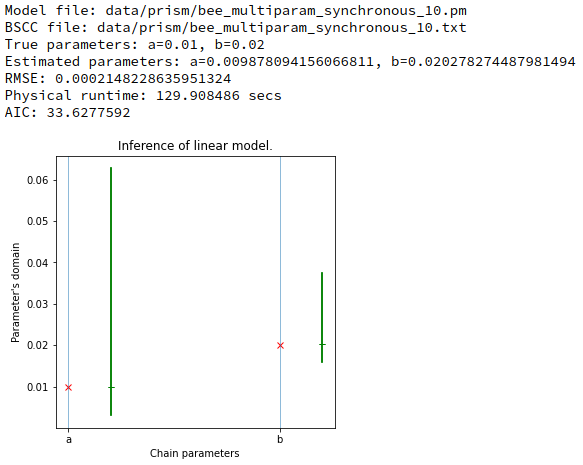 Model file: data/prism/bee_multiparam_synchronous_10.pm
BSCC file: data/prism/bee_multiparam_synchronous_10.txt
True parameters: a=0.01, b=0.02
Estimated parameters: a=0.009878094156066811, b=0.020278274487981494
RMSE: 0.0002148228635951324
Physical runtime: 129.908486 secs
AIC: 33.6277592
Inference of linear model.
0.06
0.05
0.04
0.03
0.02
0.01
Parameter's domain
a
b
Chain parameters